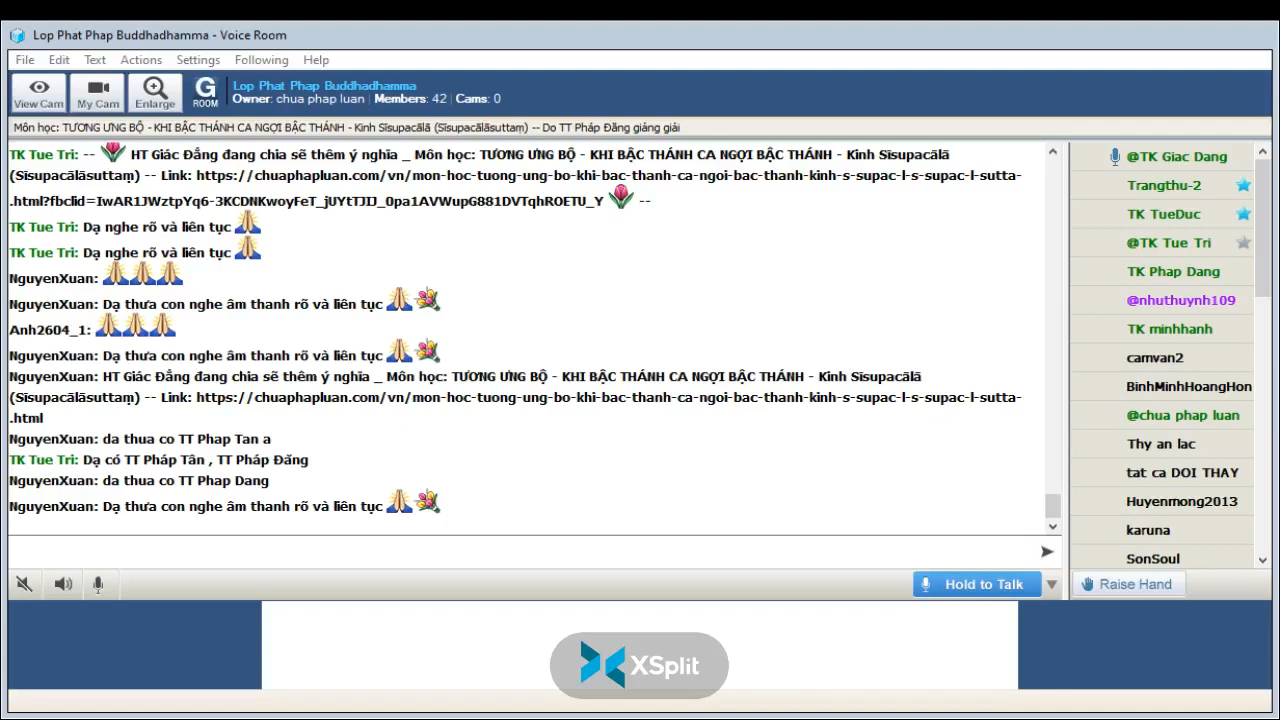 Lop Phat Phap Buddhadhamma - Voice Room
File Edit Text Actions Settings Following Help
View Cam My Cam Enlarge G ROOM
Lop Phat Phap Buddhadhamma
Owner: chua phap luan | Members: 42 | Cams: 0
Môn học: TƯƠNG ƯNG BỘ - KHI BẬC THÁNH CA NGỢI BẬC THÁNH - Kinh Sīsupacālā (Sīsupacālāsuttaṃ) -- Do TT Pháp Đăng giảng giải
TK Tue Tri: -- HT Giác Đẳng đang chia sẽ thêm ý nghĩa _ Môn học: TƯƠNG ƯNG BỘ - KHI BẬC THÁNH CA NGỢI BẬC THÁNH - Kinh Sīsupacālā
(Sīsupacālāsuttaṃ) -- Link: https://chuaphapluan.com/vn/mon-hoc-tuong-ung-bo-khi-bac-thanh-ca-ngoi-bac-thanh-kinh-s-supac-l-s-supac-l-sutta-
.html?fbclid=IwAR1JWztpYq6-3KCDNKwoyFeT_jUYtTJIJ_0pa1AVWupG881DVTqhROETU_Y --
TK Tue Tri: Dạ nghe rõ và liên tục
TK Tue Tri: Dạ nghe rõ và liên tục
NguyenXuan:
NguyenXuan: Dạ thưa con nghe âm thanh rõ và liên tục
Anh2604_1:
NguyenXuan: Dạ thưa con nghe âm thanh rõ và liên tục
NguyenXuan: HT Giác Đẳng đang chia sẽ thêm ý nghĩa _ Môn học: TƯƠNG ƯNG BỘ - KHI BẬC THÁNH CA NGỢI BẬC THÁNH - Kinh Sīsupacālā
(Sīsupacālāsuttaṃ) -- Link: https://chuaphapluan.com/vn/mon-hoc-tuong-ung-bo-khi-bac-thanh-ca-ngoi-bac-thanh-kinh-s-supac-l-s-supac-l-sutta-
.html
NguyenXuan: da thua co TT Phap Tan a
TK Tue Tri: Dạ có TT Pháp Tân , TT Pháp Đăng
NguyenXuan: da thua co TT Phap Dang
NguyenXuan: Dạ thưa con nghe âm thanh rõ và liên tục
@TK Giac Dang
Trangthu-2
TK TueDuc
@TK Tue Tri
TK Phap Dang
@nhuthuynh109
TK minhhanh
camvan2
BinhMinhHoangHon
@chua phap luan
Thy an lac
tat ca DOI THAY
Huyenmong2013
karuna
SonSoul
Hold to Talk
Raise Hand
XSplit